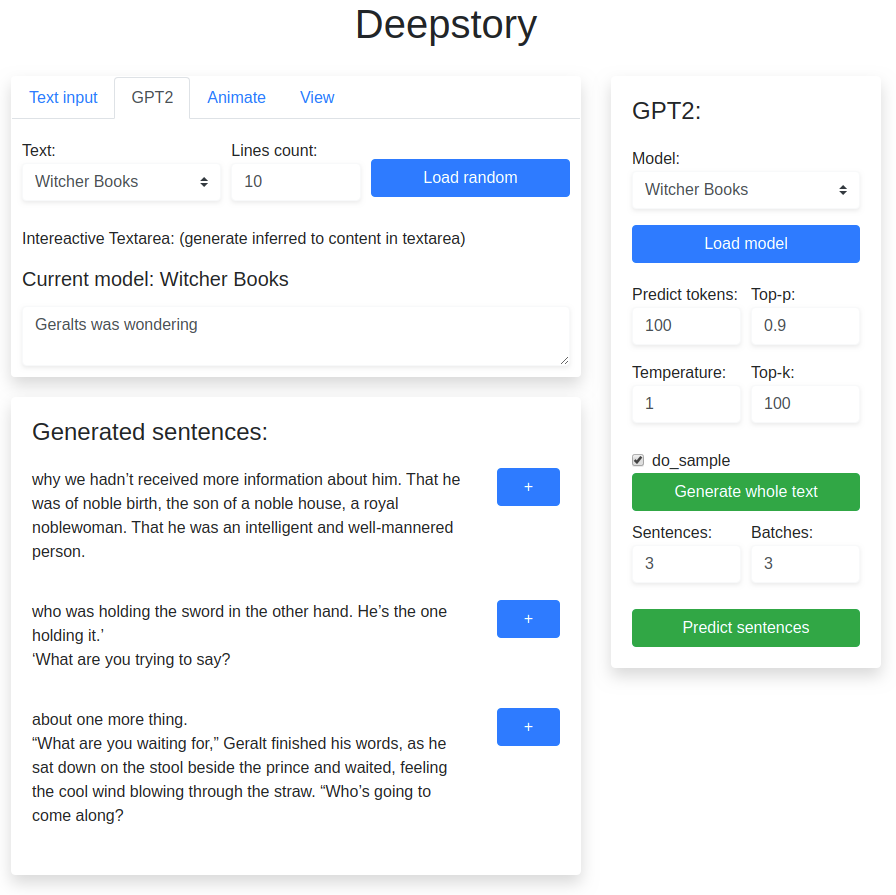 Deepstory
Text input GPT2 Animate View
Text: Lines count:
Witcher Books 10 Load random
Intereactive Textarea: (generate inferred to content in textarea)
Current model: Witcher Books
Geralts was wondering
Generated sentences:
why we hadn’t received more information about him. That he
was of noble birth, the son of a noble house, a royal
noblewoman. That he was an intelligent and well-mannered
person.
+
who was holding the sword in the other hand. He’s the one
holding it.’
‘What are you trying to say?
+
about one more thing.
“What are you waiting for,” Geralt finished his words, as he
sat down on the stool beside the prince and waited, feeling
the cool wind blowing through the straw. “Who’s going to
come along?
+
GPT2:
Model:
Witcher Books
Load model
Predict tokens: Top-p:
100 0.9
Temperature: Top-k:
1 100
do_sample
Generate whole text
Sentences: Batches:
3 3
Predict sentences